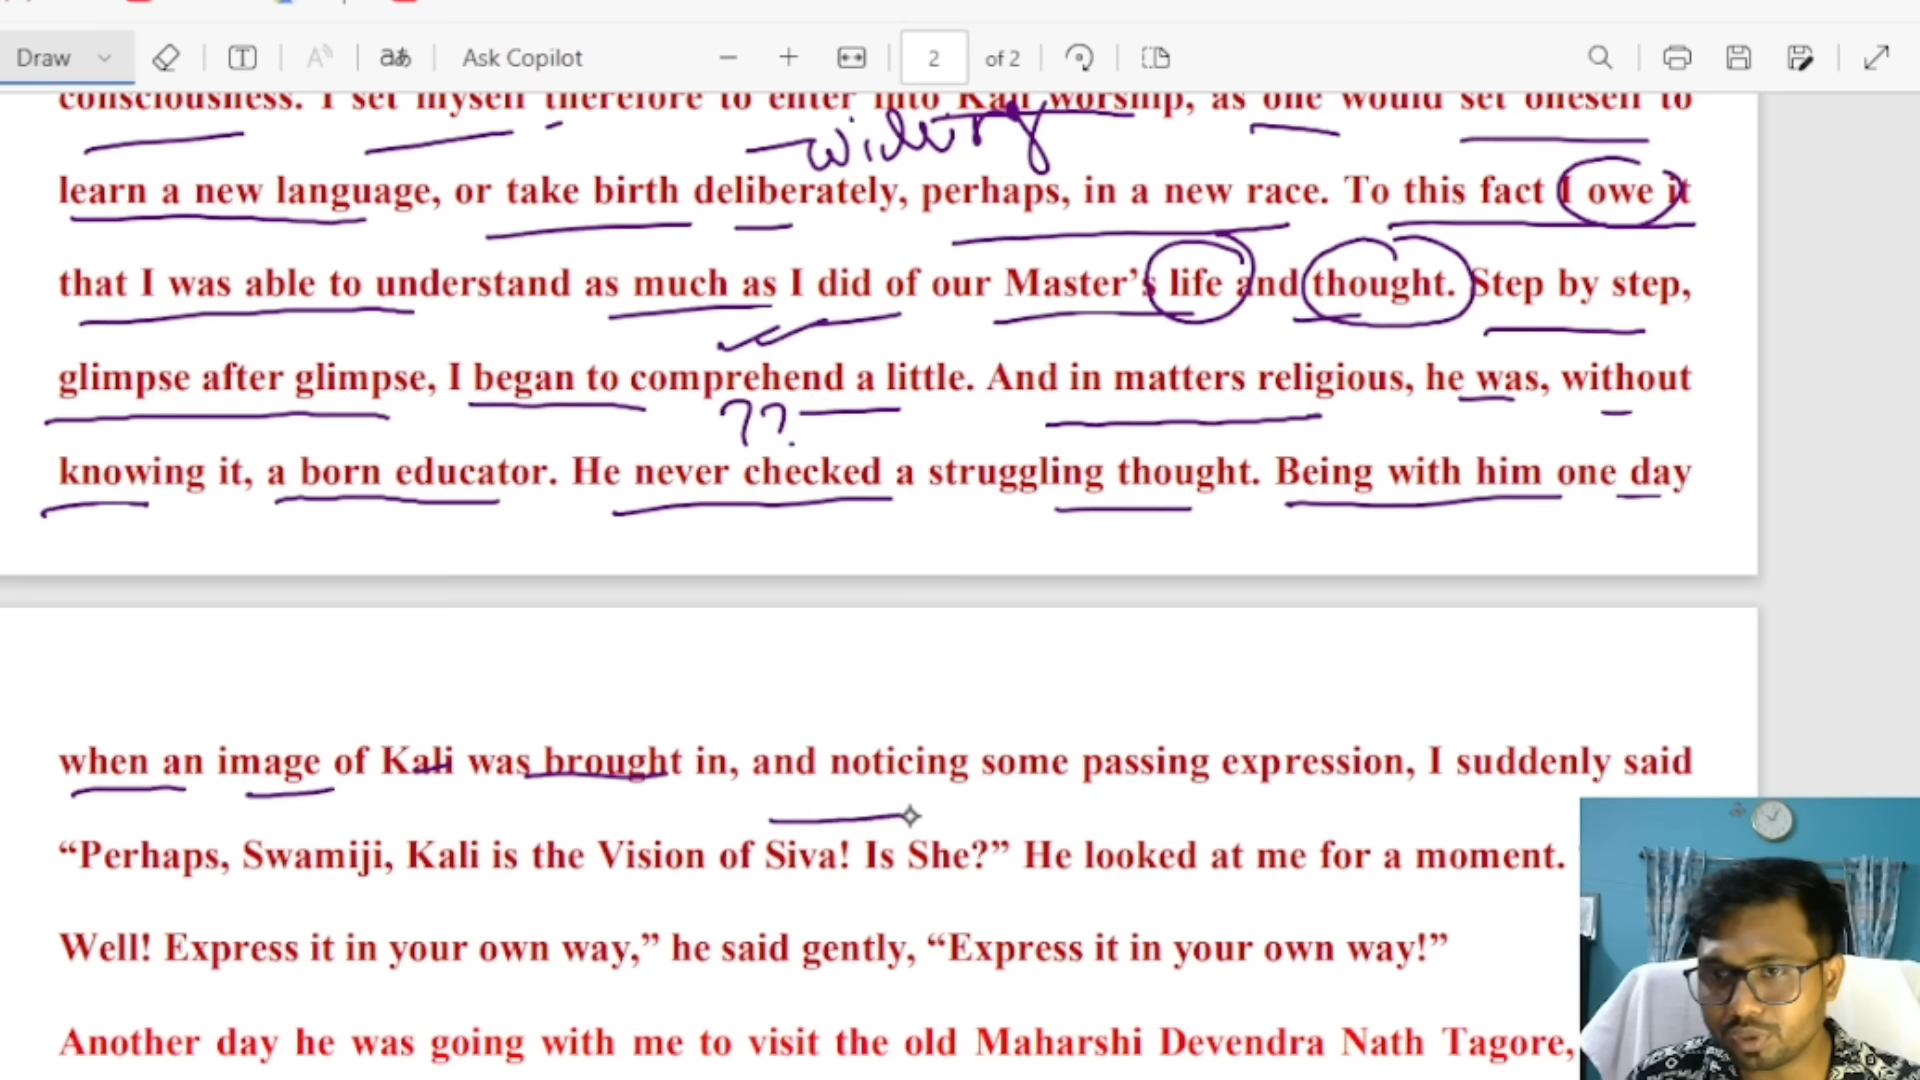 Draw
Ask Copilot
2 of 2
consciousness. I set myself therefore to enter into Kali worship, as one would set oneself to
learn a new language, or take birth deliberately, perhaps, in a new race. To this fact I owe it
that I was able to understand as much as I did of our Master's life and thought. Step by step,
glimpse after glimpse, I began to comprehend a little. And in matters religious, he was, without
??
knowing it, a born educator. He never checked a struggling thought. Being with him one day
when an image of Kali was brought in, and noticing some passing expression, I suddenly said
“Perhaps, Swamiji, Kali is the Vision of Siva! Is She?” He looked at me for a moment.
Well! Express it in your own way,” he said gently, “Express it in your own way!”
Another day he was going with me to visit the old Maharshi Devendra Nath Tagore,